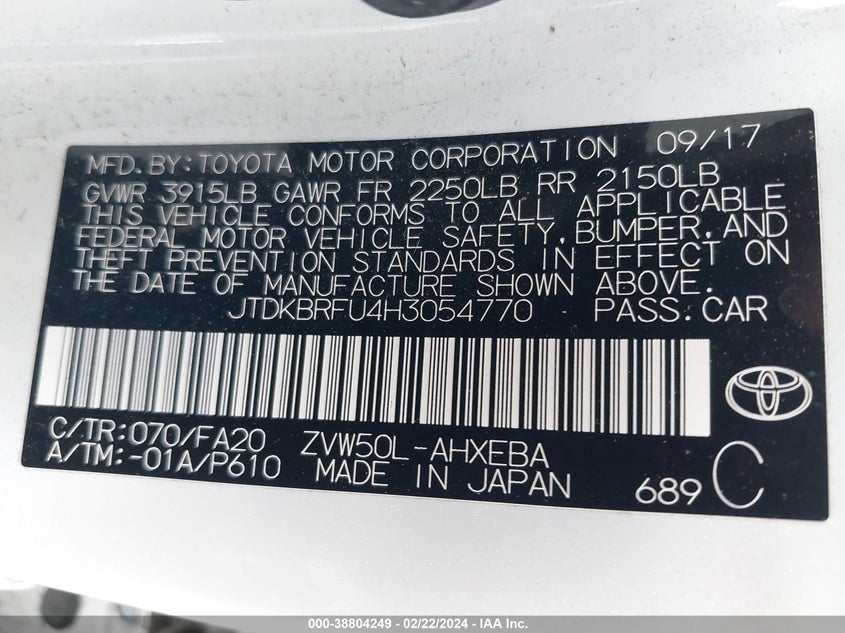 MFD.BY:TOYOTA MOTOR CORPORATION 09/17
GVWR 3915LB GAWR FR 2250LB RR 2150LB
THIS VEHICLE CONFORMS TO ALL APPLICABLE
FEDERAL MOTOR VEHICLE SAFETY,BUMPER,AND
THEFT PREVENTION STANDARDS IN EFFECT ON
THE DATE OF MANUFACTURE SHOWN ABOVE.
JTDKBRFU4H3054770 PASS.CAR
C/TR:070/FA20 ZVW50L-AHXEBA
A/TM:-01A/P610 MADE IN JAPAN
689 C
000-38804249 - 02/22/2024 - IAA Inc.